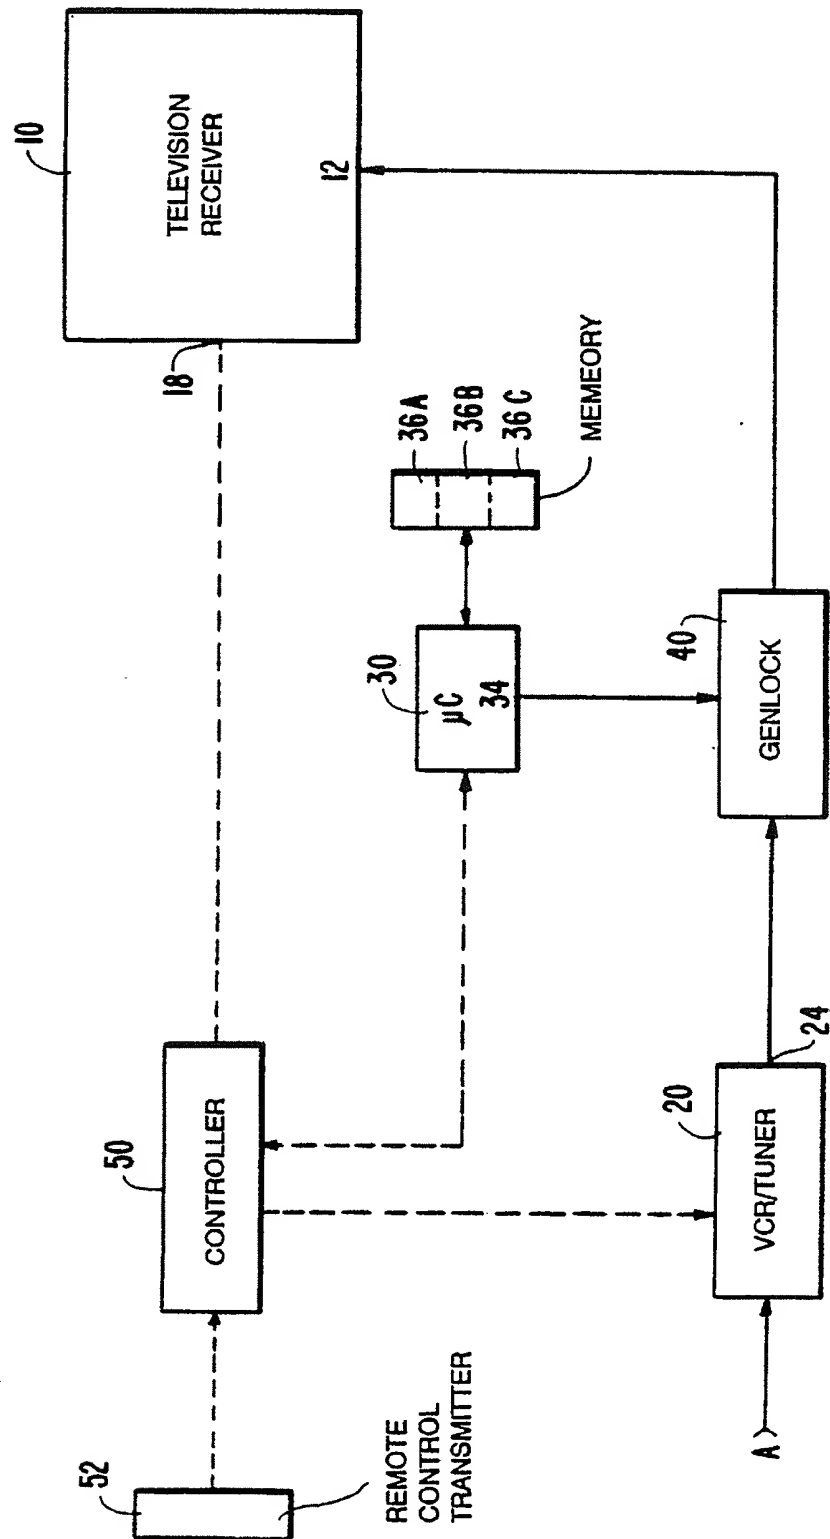 10
TELEVISION
RECEIVER
12
18
36A
36B
36C
MEMEORY
30
µC
34
40
GENLOCK
50
CONTROLLER
20
VCR/TUNER
24
52
REMOTE
CONTROL
TRANSMITTER
A